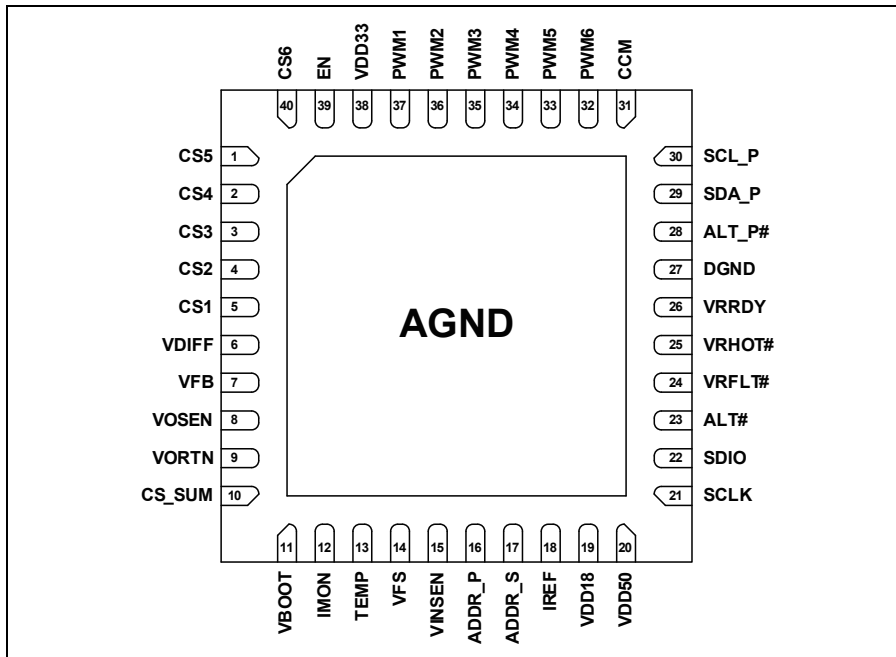 CS6
EN
VDD33
PWM1
PWM2
PWM3
PWM4
PWM5
PWM6
CCM
40
39
38
37
36
35
34
33
32
31
CS5 1
CS4 2
CS3 3
CS2 4
CS1 5
VDIFF 6
VFB 7
VOSEN 8
VORTN 9
CS_SUM 10
AGND
30 SCL_P
29 SDA_P
28 ALT_P#
27 DGND
26 VRRDY
25 VRHOT#
24 VRFLT#
23 ALT#
22 SDIO
21 SCLK
11
12
13
14
15
16
17
18
19
20
VBOOT
IMON
TEMP
VFS
VINSEN
ADDR_P
ADDR_S
IREF
VDD18
VDD50